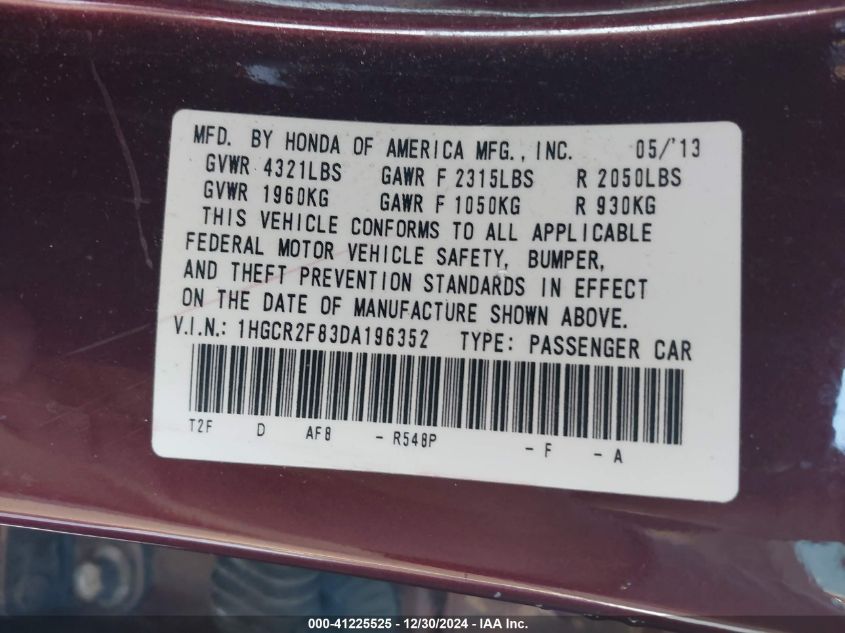 MFD. BY HONDA OF AMERICA MFG., INC. 05/'13
GVWR 4321LBS GAWR F 2315LBS R 2050LBS
GVWR 1960KG GAWR F 1050KG R 930KG
THIS VEHICLE CONFORMS TO ALL APPLICABLE
FEDERAL MOTOR VEHICLE SAFETY, BUMPER,
AND THEFT PREVENTION STANDARDS IN EFFECT
ON THE DATE OF MANUFACTURE SHOWN ABOVE.
V.I.N.: 1HGCR2F83DA196352 TYPE: PASSENGER CAR
T2F D AF8 - R548P - F - A
000-41225525 - 12/30/2024 - IAA Inc.